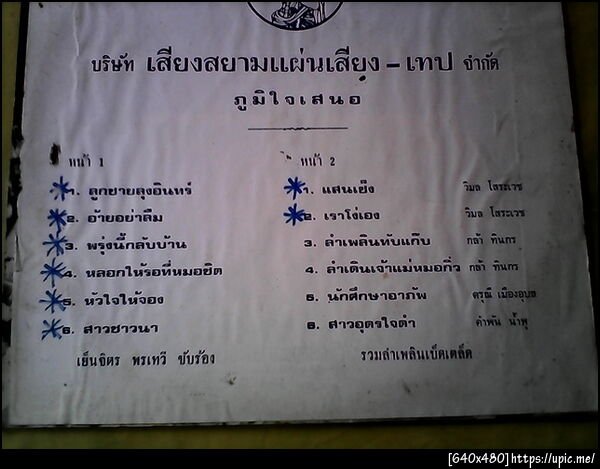 บริษัท เสียงสยามแผ่นเสียง – เทป จำกัด
ภูมิใจเสนอ
หน้า 1
1. ลูกชายลุงอินทร์
2. อ้ายอย่าลืม
3. พรุ่งนี้กลับบ้าน
4. หลอกให้รอที่หมอชิต
5. หัวใจให้จอง
6. สาวชาวนา
เย็นจิตร พรเทวี ขับร้อง
หน้า 2
1. แสนเซ็ง วิมล โสระเวช
2. เราโง่เอง วิมล โสระเวช
3. ลำเพลินทับแก๊บ กล้า ทินกร
4. ลำเดินเจ้าแม่หมอกิ่ว กล้า ทินกร
5. นักศึกษาอาภัพ ดรุณี เมืองอุบล
6. สาวอุดรใจดำ คำพัน น้ำพุ
รวมลำเพลินเบ็ดเตล็ด
[640x480]https://upic.me/